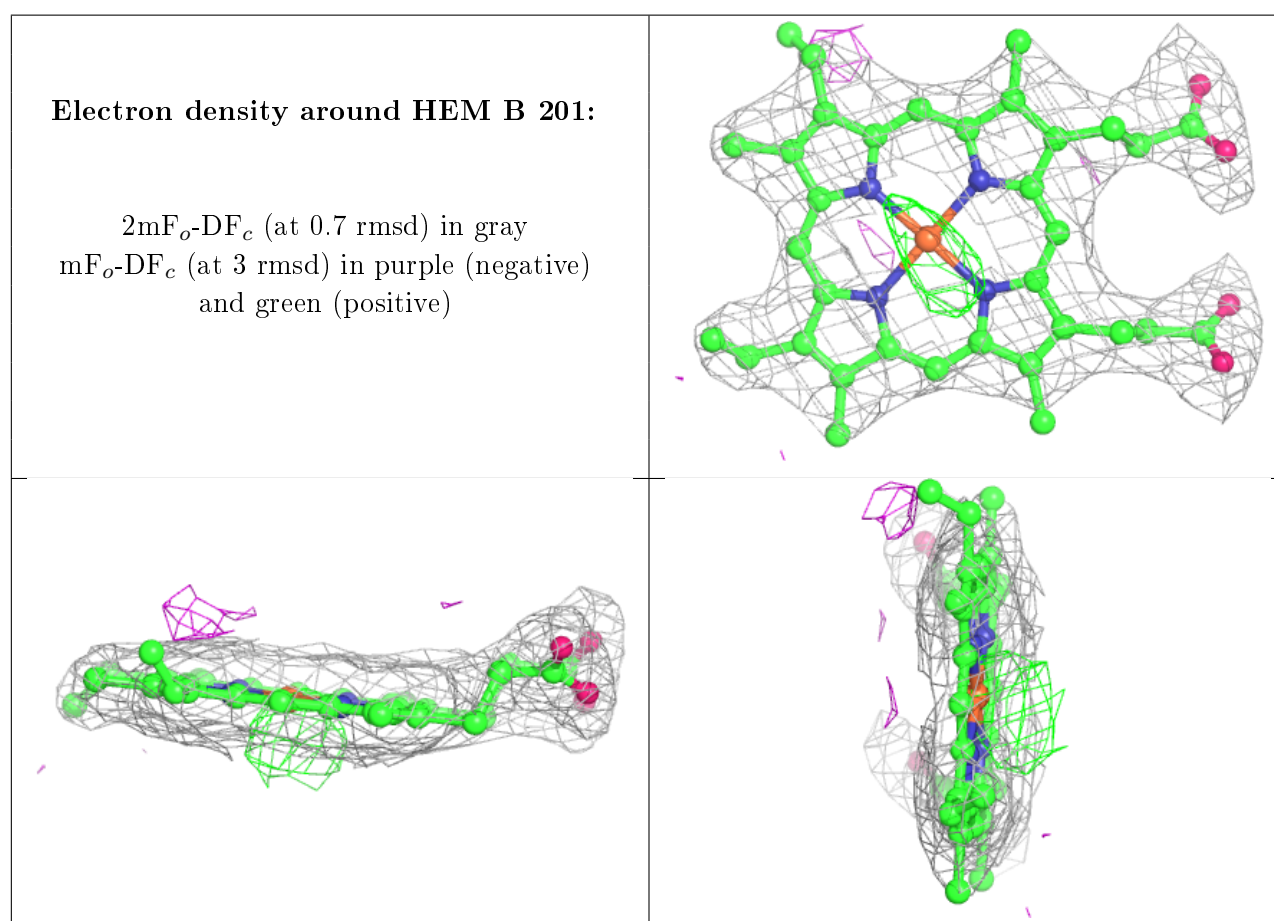 Electron density around HEM B 201:
2mFₒ-DF𝒸 (at 0.7 rmsd) in gray
mFₒ-DF𝒸 (at 3 rmsd) in purple (negative)
and green (positive)